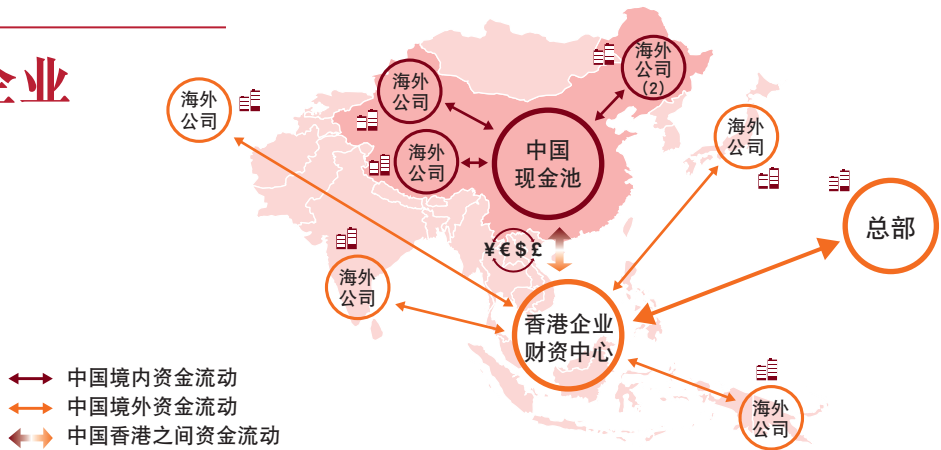 企业
海外
公司
海外
公司
海外
公司
(2)
海外
公司
中国
现金池
海外
公司
总部
¥€$£
海外
公司
香港企业
财资中心
海外
公司
中国境内资金流动
中国境外资金流动
中国香港之间资金流动